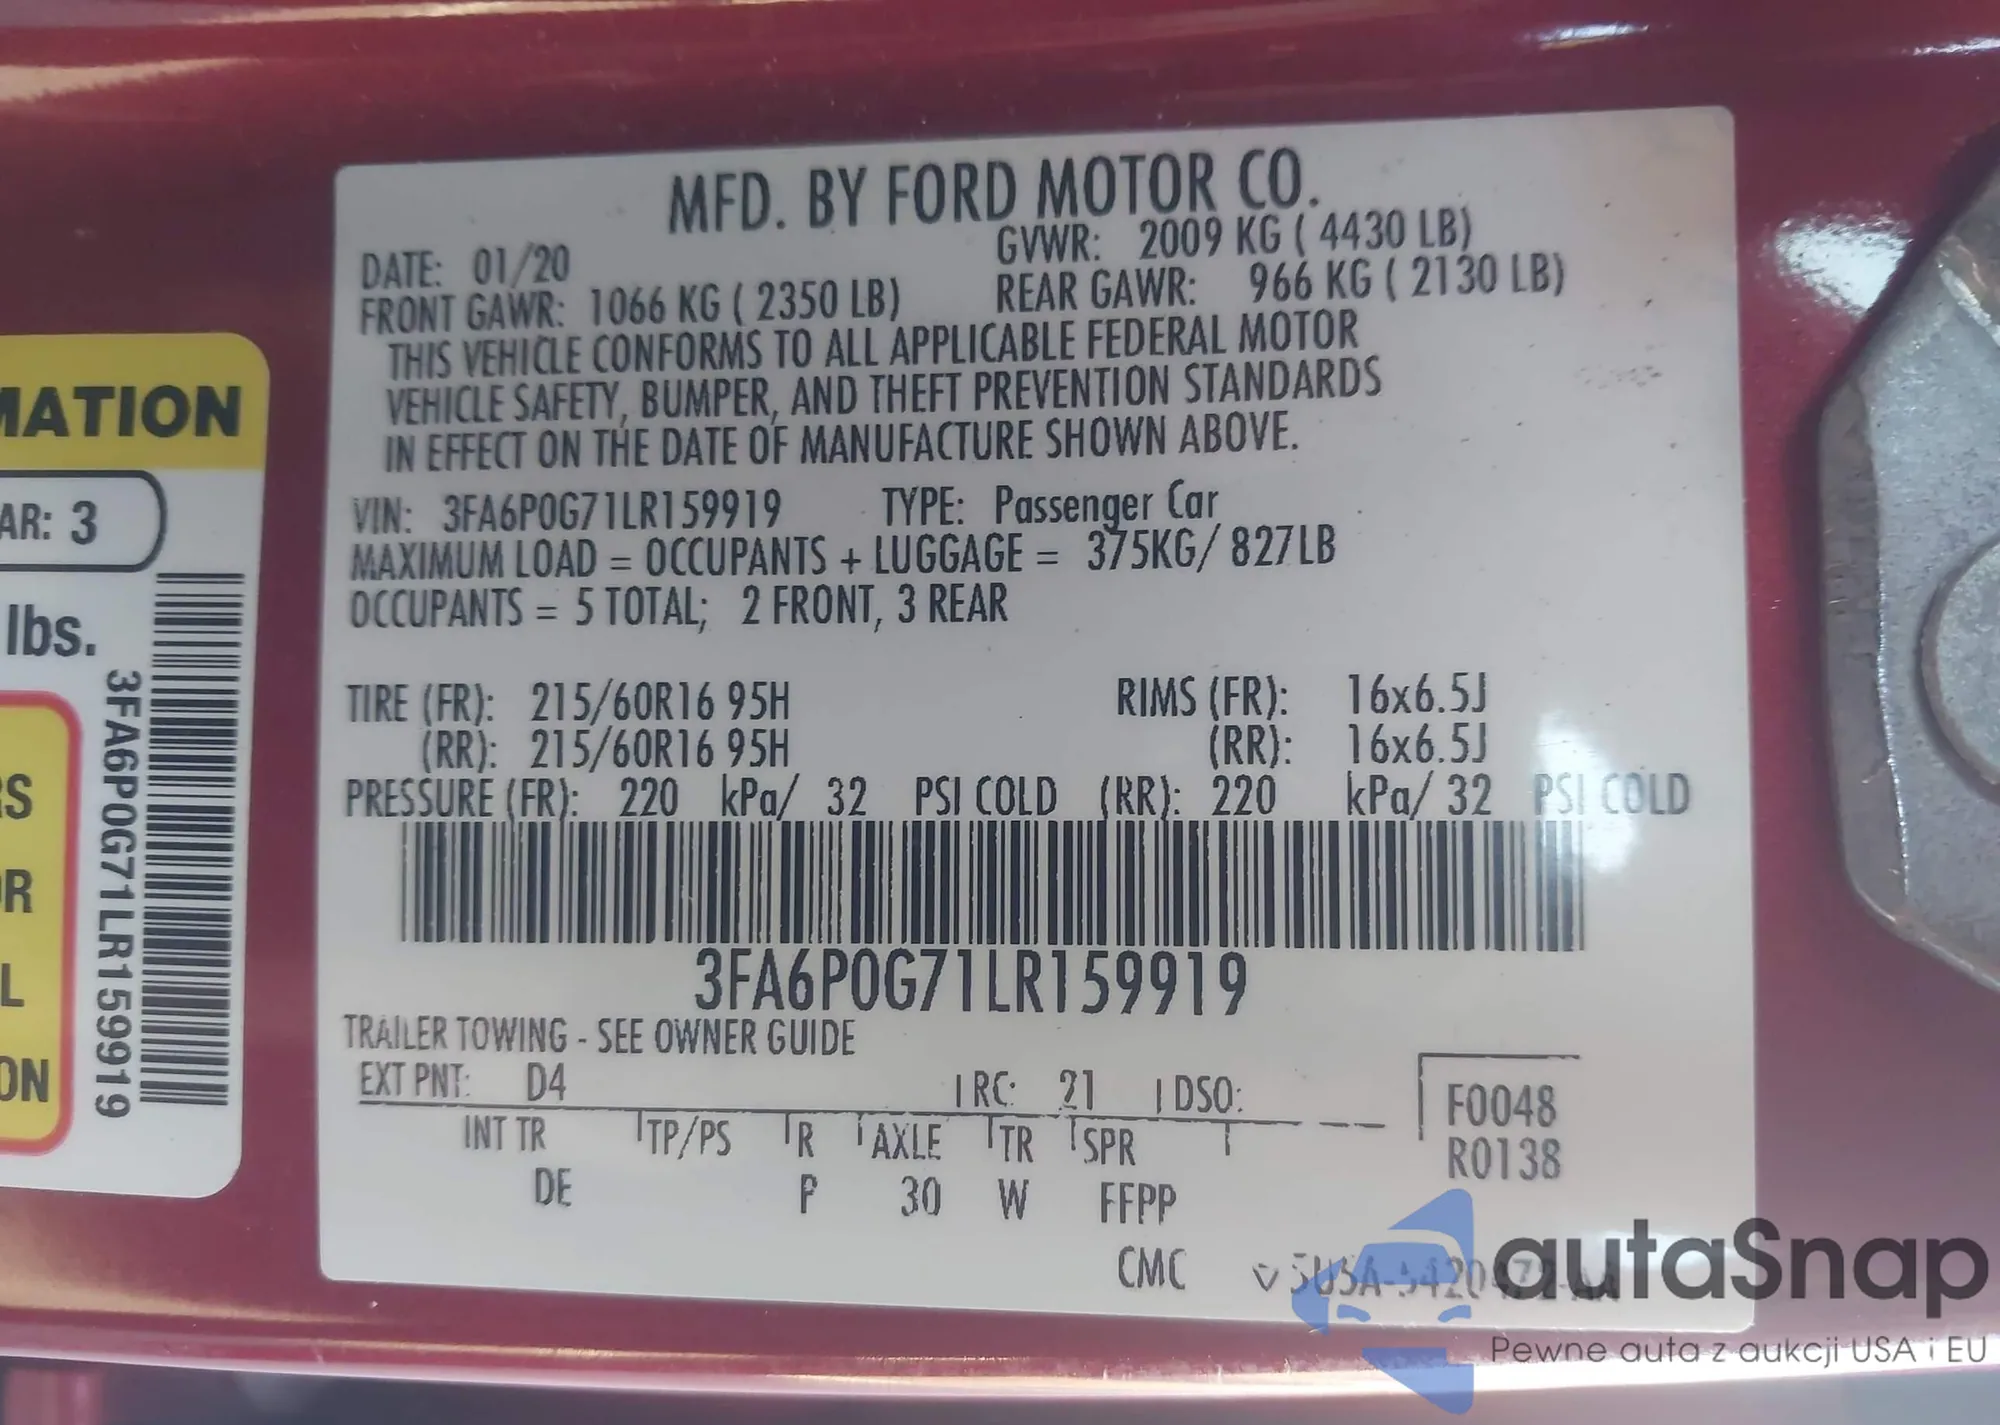 MFD. BY FORD MOTOR CO.
DATE: 01/20
GVWR: 2009 KG ( 4430 LB)
FRONT GAWR: 1066 KG ( 2350 LB)
REAR GAWR: 966 KG ( 2130 LB)
THIS VEHICLE CONFORMS TO ALL APPLICABLE FEDERAL MOTOR
VEHICLE SAFETY, BUMPER, AND THEFT PREVENTION STANDARDS
IN EFFECT ON THE DATE OF MANUFACTURE SHOWN ABOVE.
VIN: 3FA6P0G71LR159919 TYPE: Passenger Car
MAXIMUM LOAD = OCCUPANTS + LUGGAGE = 375KG/ 827LB
OCCUPANTS = 5 TOTAL; 2 FRONT, 3 REAR
TIRE (FR): 215/60R16 95H RIMS (FR): 16x6.5J
(RR): 215/60R16 95H (RR): 16x6.5J
PRESSURE (FR): 220 kPa/ 32 PSI COLD (RR): 220 kPa/ 32 PSI COLD
3FA6P0G71LR159919
TRAILER TOWING - SEE OWNER GUIDE
EXT PNT: D4 RC: 21 DSO:
F0048
R0138
INT TR TP/PS R AXLE TR SPR
DE P 30 W FFPP
CMC
MATION
AR: 3
lbs.
3FA6P0G71LR159919
RS
OR
L
ON
autaSnap
Pewne auta z aukcji USA i EU